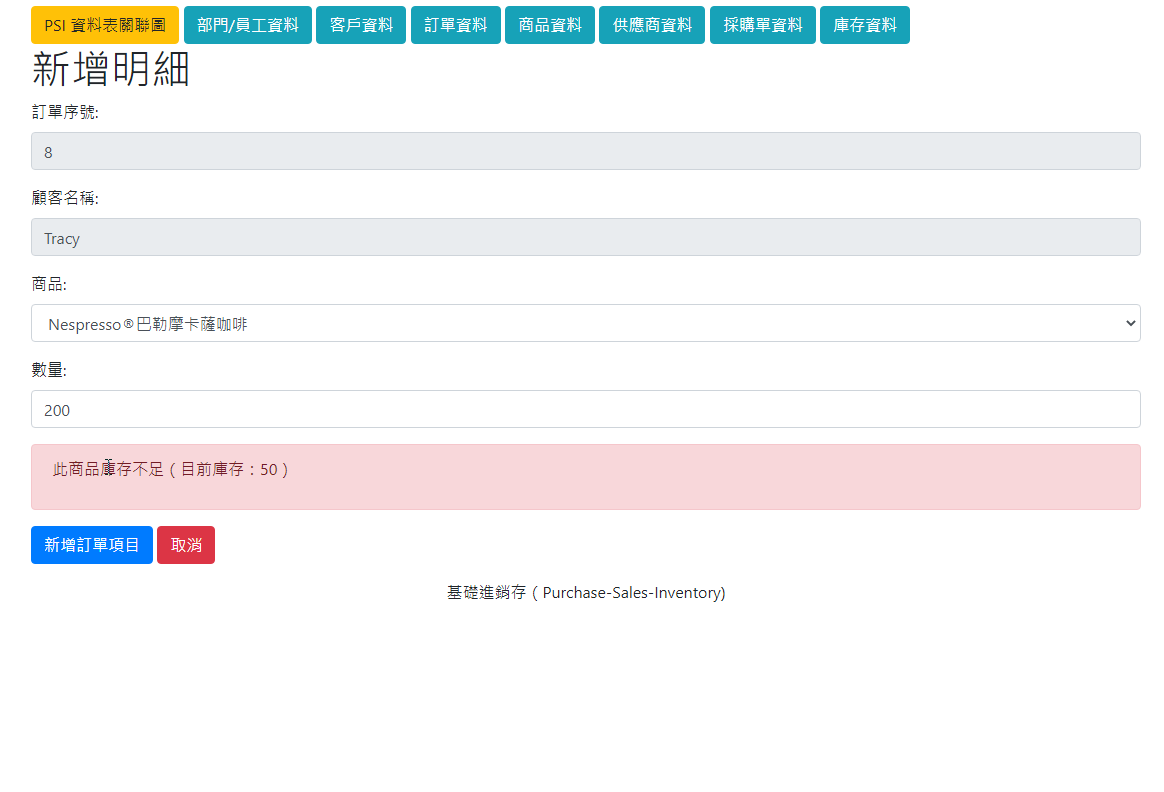 PSI 資料表關聯圖 部門/員工資料 客戶資料 訂單資料 商品資料 供應商資料 採購單資料 庫存資料
新增明細
訂單序號:
8
顧客名稱:
Tracy
商品:
Nespresso®巴勒摩卡薩咖啡
數量:
200
此商品庫存不足 ( 目前庫存：50 )
新增訂單項目 取消
基礎進銷存 ( Purchase-Sales-Inventory)